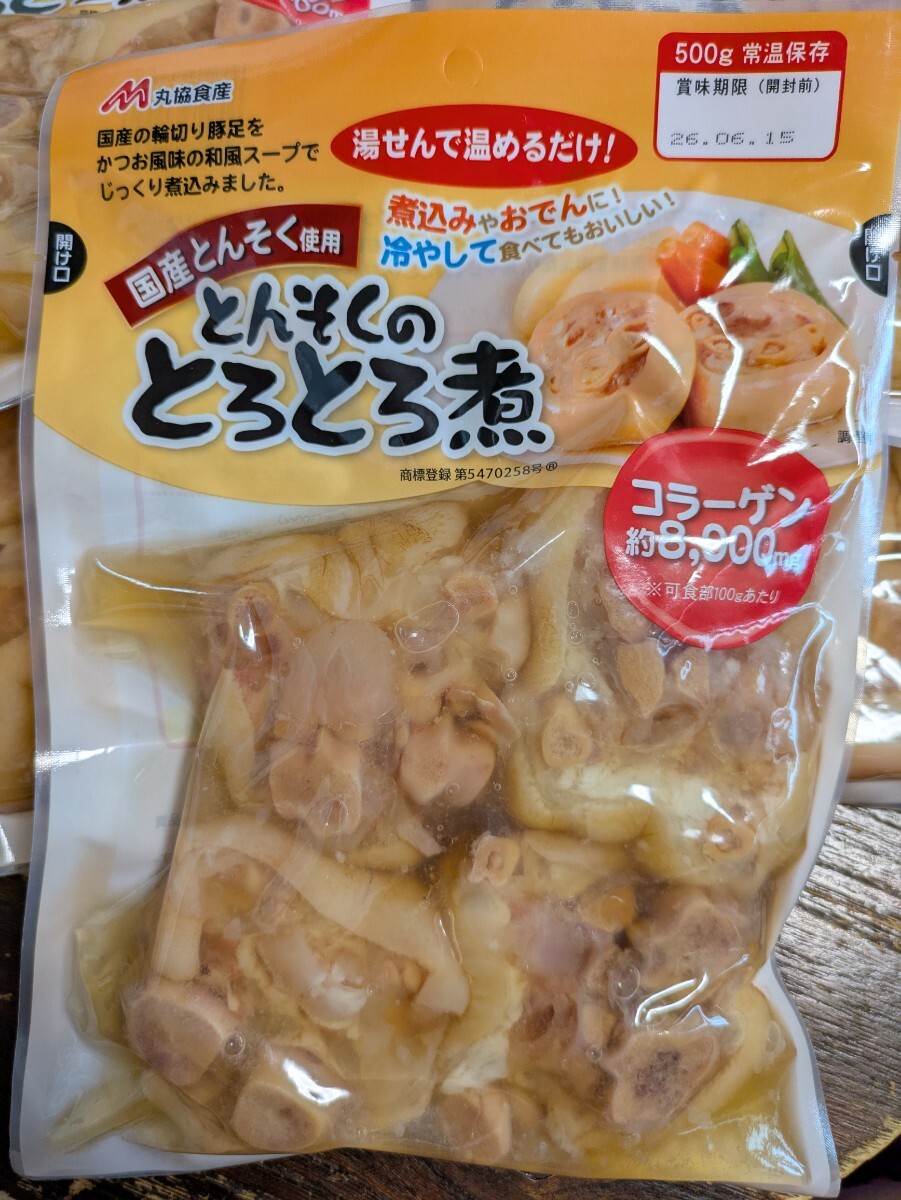 500g 常温保存
賞味期限（開封前）
26.06.15
丸協食産
国産の輪切り豚足を
かつお風味の和風スープで
じっくり煮込みました。
湯せんで温めるだけ！
煮込みやおでんに！
冷やして食べてもおいしい！
開け口
開け口
国産とんそく使用
とんそくの
とろとろ煮
商標登録 第5470258号®
コラーゲン
約8,000mg
※可食部100gあたり